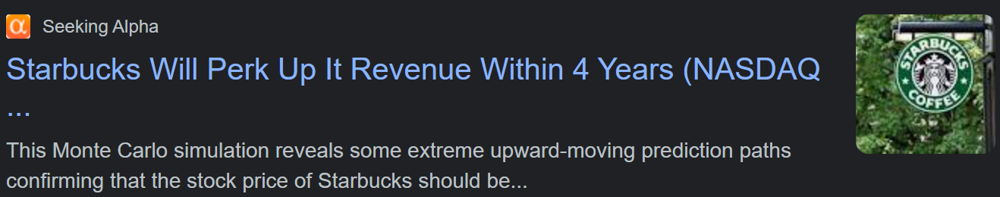 α
Seeking Alpha
Starbucks Will Perk Up It Revenue Within 4 Years (NASDAQ
...
This Monte Carlo simulation reveals some extreme upward-moving prediction paths
confirming that the stock price of Starbucks should be...
STARBUCKS
COFFEE